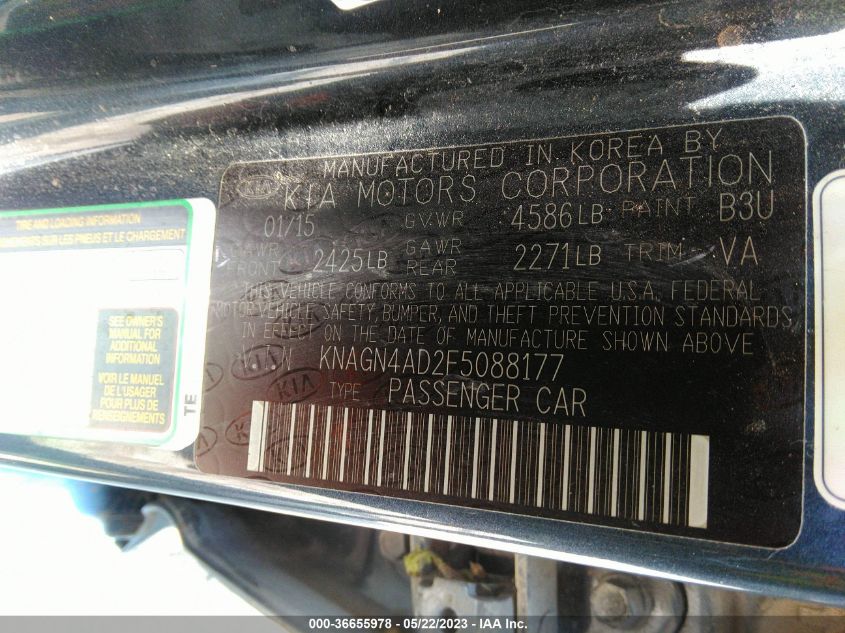 MANUFACTURED IN KOREA BY
KIA KIA MOTORS CORPORATION
01/15 GVWR 4586LB PAINT B3U
GAWR FRONT 2425LB GAWR REAR 2271LB TRIM VA
THIS VEHICLE CONFORMS TO ALL APPLICABLE U.S.A. FEDERAL
MOTOR VEHICLE SAFETY, BUMPER, AND THEFT PREVENTION STANDARDS
IN EFFECT ON THE DATE OF MANUFACTURE SHOWN ABOVE
VIN KNAGN4AD2F5088177
TYPE PASSENGER CAR
KIA
TIRE AND LOADING INFORMATION
SUR LES PNEUS ET LE CHARGEMENT
SEE OWNER'S
MANUAL FOR
ADDITIONAL
INFORMATION
VOIR LE MANUEL
DE L'USAGER
POUR PLUS DE
RENSEIGNEMENTS
TE
000-36655978 - 05/22/2023 - IAA Inc.